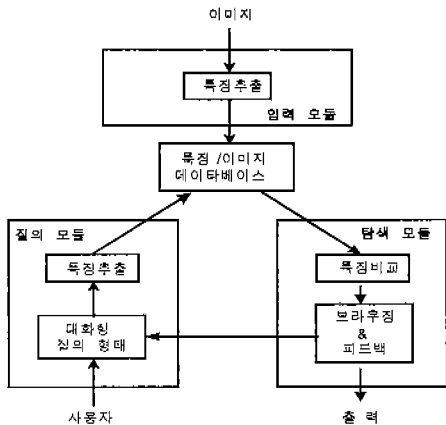 이미지
특징추출
입력 모듈
특징 /이미지
데이타베이스
질의 모듈
탐색 모듈
특징추출
특징비교
대화형
질의 형태
브라우징
&
피드백
사용자
출 력